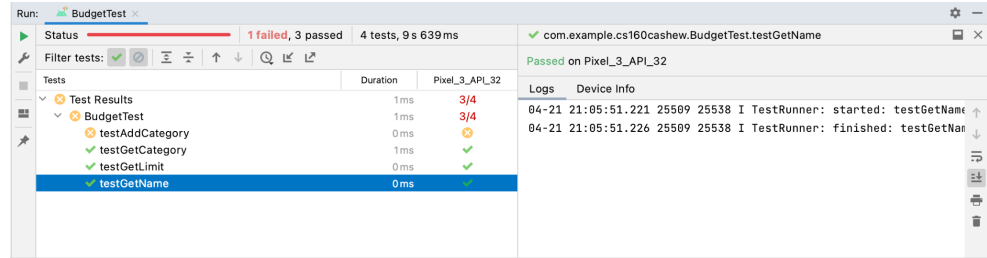 Run: BudgetTest
Status 1 failed, 3 passed 4 tests, 9 s 639 ms
Filter tests:
Tests Duration Pixel_3_API_32
Test Results 1 ms 3/4
BudgetTest 1 ms 3/4
testAddCategory 0 ms
testGetCategory 1 ms
testGetLimit 0 ms
testGetName 0 ms
com.example.cs160cashew.BudgetTest.testGetName
Passed on Pixel_3_API_32
Logs Device Info
04-21 21:05:51.221 25509 25538 I TestRunner: started: testGetName
04-21 21:05:51.226 25509 25538 I TestRunner: finished: testGetNam